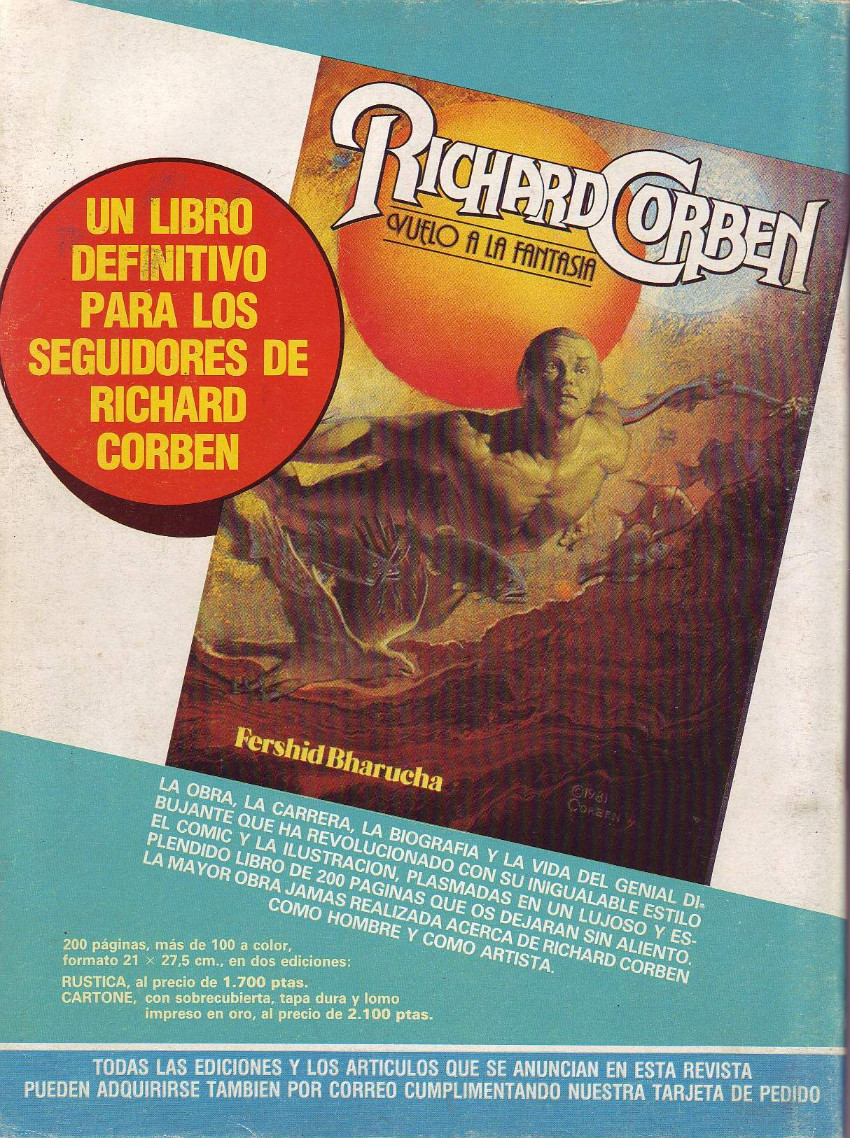 RICHARD CORBEN
VUELO A LA FANTASIA
UN LIBRO
DEFINITIVO
PARA LOS
SEGUIDORES DE
RICHARD
CORBEN
Fershid Bharucha
©1981
CORBEN
LA OBRA, LA CARRERA, LA BIOGRAFIA Y LA VIDA DEL GENIAL DI-
BUJANTE QUE HA REVOLUCIONADO CON SU INIGUALABLE ESTILO
EL COMIC Y LA ILUSTRACION, PLASMADAS EN UN LUJOSO Y ES-
PLENDIDO LIBRO DE 200 PAGINAS QUE OS DEJARAN SIN ALIENTO.
LA MAYOR OBRA JAMAS REALIZADA ACERCA DE RICHARD CORBEN
COMO HOMBRE Y COMO ARTISTA.
200 páginas, más de 100 a color,
formato 21 × 27,5 cm., en dos ediciones:
RUSTICA, al precio de 1.700 ptas.
CARTONE, con sobrecubierta, tapa dura y lomo
impreso en oro, al precio de 2.100 ptas.
TODAS LAS EDICIONES Y LOS ARTICULOS QUE SE ANUNCIAN EN ESTA REVISTA
PUEDEN ADQUIRIRSE TAMBIEN POR CORREO CUMPLIMENTANDO NUESTRA TARJETA DE PEDIDO